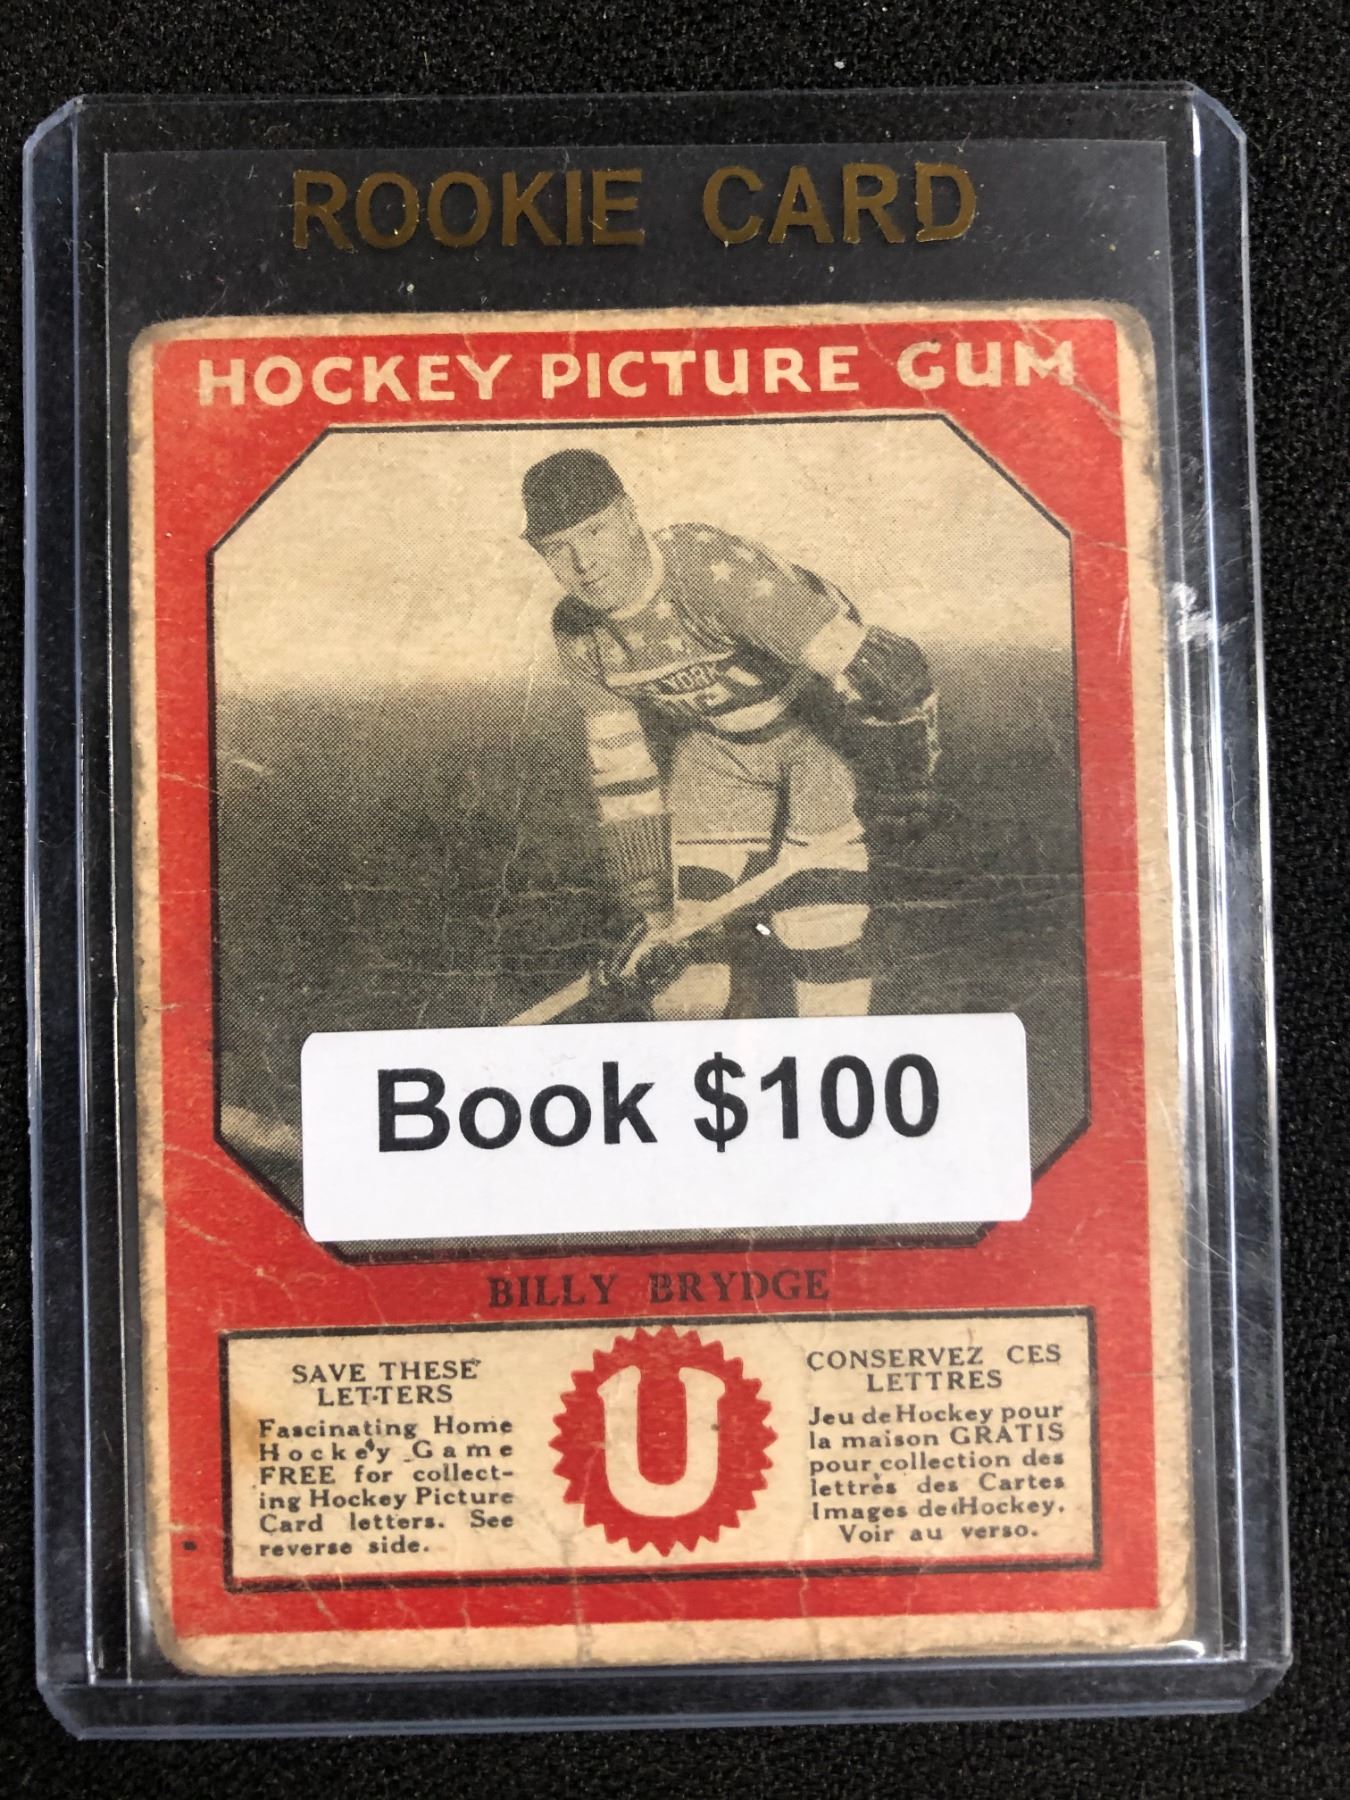 ROOKIE CARD
HOCKEY PICTURE GUM
Book $100
BILLY BRYDGE
SAVE THESE
LETTERS
Fascinating Home
Hockey Game
FREE for collect-
ing Hockey Picture
Card letters. See
reverse side.
U
CONSERVEZ CES
LETTRES
Jeu de Hockey pour
la maison GRATIS
pour collection des
lettrès des Cartes
Images de Hockey.
Voir au verso.